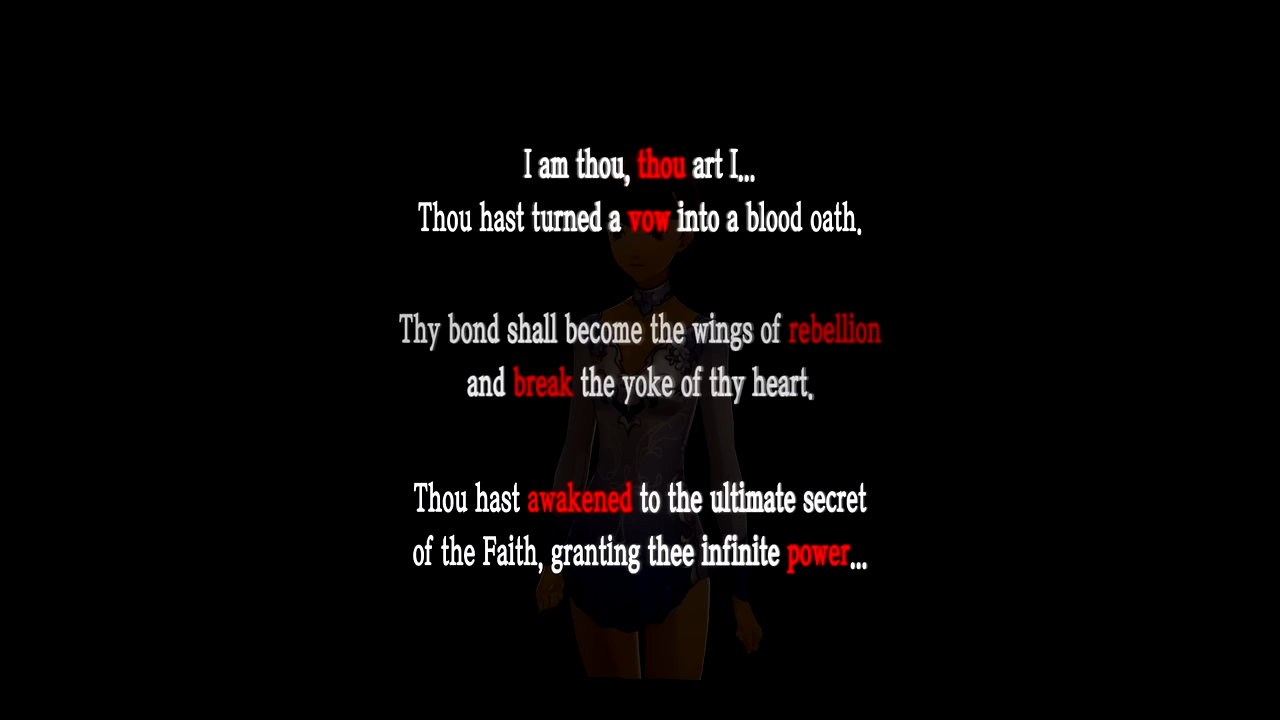 I am thou, thou art I...
Thou hast turned a vow into a blood oath.
Thy bond shall become the wings of rebellion
and break the yoke of thy heart.
Thou hast awakened to the ultimate secret
of the Faith, granting thee infinite power...